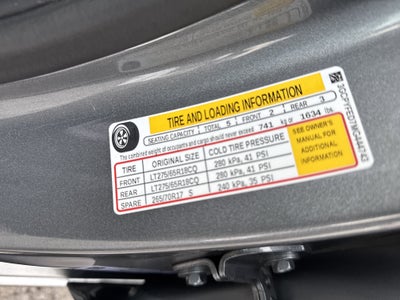 TIRE AND LOADING INFORMATION
SEATING CAPACITY TOTAL 5 FRONT 2 REAR 3
The combined weight of occupants and cargo should never exceed 741 kg or 1634 lbs.
TIRE ORIGINAL SIZE COLD TIRE PRESSURE
FRONT LT275/65R18CQ 280 kPa, 41 PSI
REAR LT275/65R18CQ 280 kPa, 41 PSI
SPARE 265/70R17 S 240 kPa, 35 PSI
SEE OWNER'S
MANUAL FOR
ADDITIONAL
INFORMATION